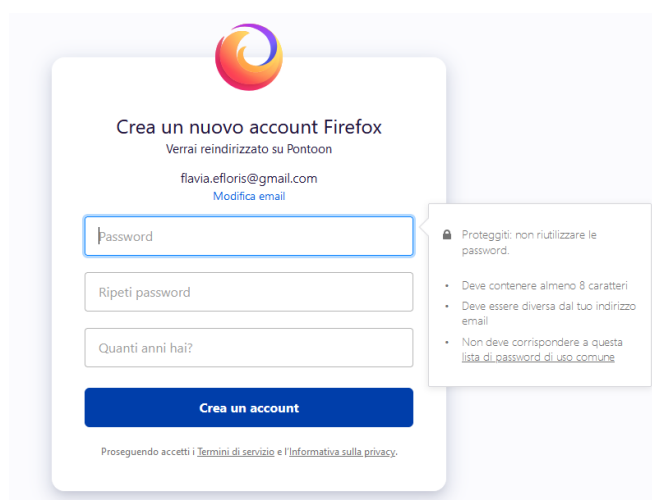 Crea un nuovo account Firefox
Verrai reindirizzato su Pontoon
flavia.efloris@gmail.com
Modifica email
Password
Ripeti password
Quanti anni hai?
Crea un account
Proseguendo accetti i Termini di servizio e l'Informativa sulla privacy.
Proteggiti: non riutilizzare le
password.
• Deve contenere almeno 8 caratteri
• Deve essere diversa dal tuo indirizzo
email
• Non deve corrispondere a questa
lista di password di uso comune